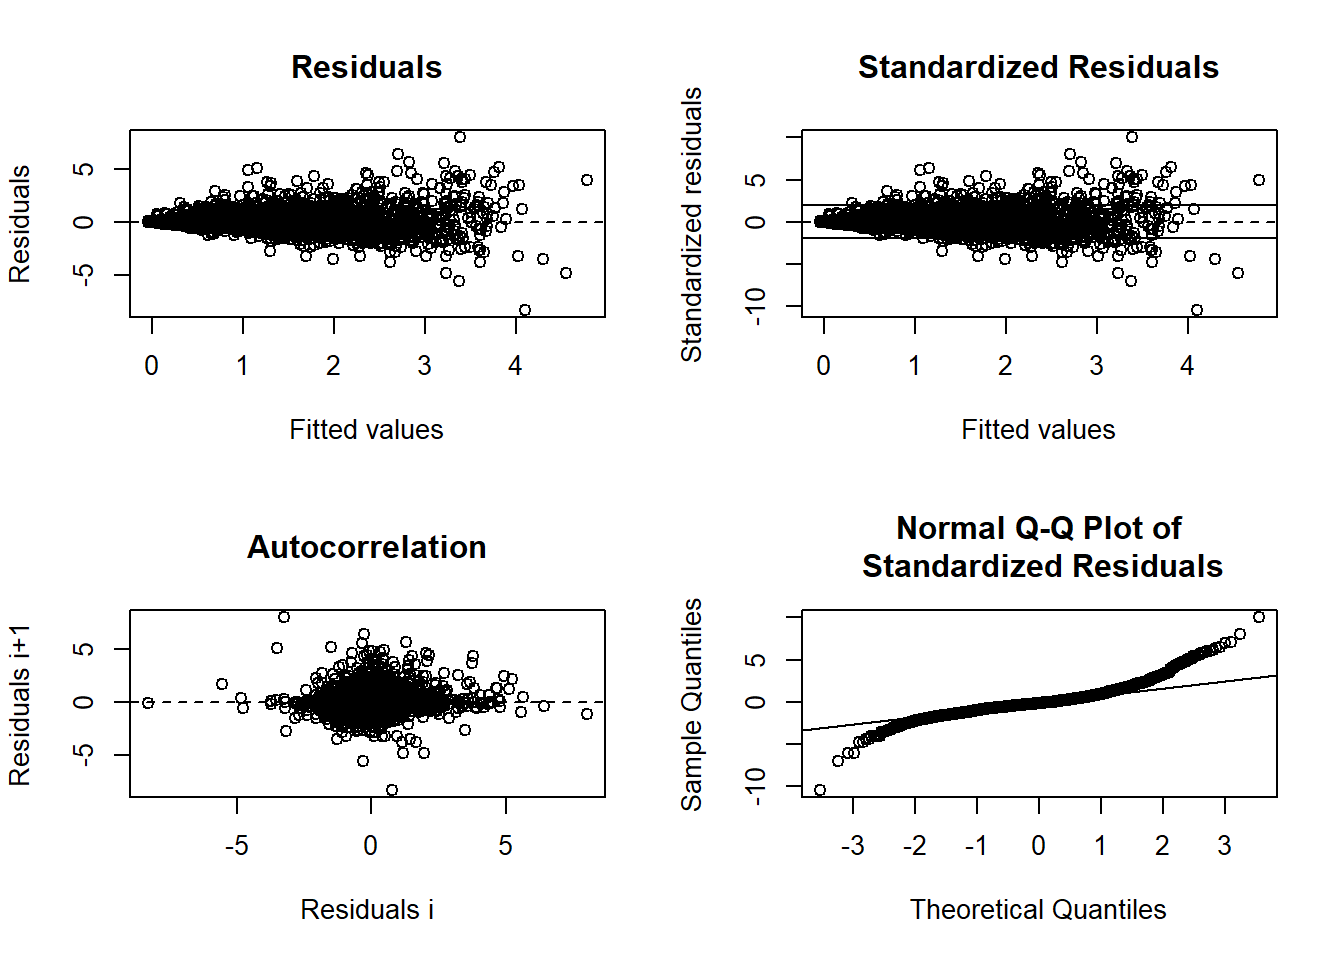 Residuals
Residuals
5
0
-5
0 1 2 3 4
Fitted values
Standardized Residuals
Standardized residuals
5
0
-10
0 1 2 3 4
Fitted values
Autocorrelation
Residuals i+1
5
0
-5
-5 0 5
Residuals i
Normal Q-Q Plot of
Standardized Residuals
Sample Quantiles
5
0
-10
-3 -2 -1 0 1 2 3
Theoretical Quantiles